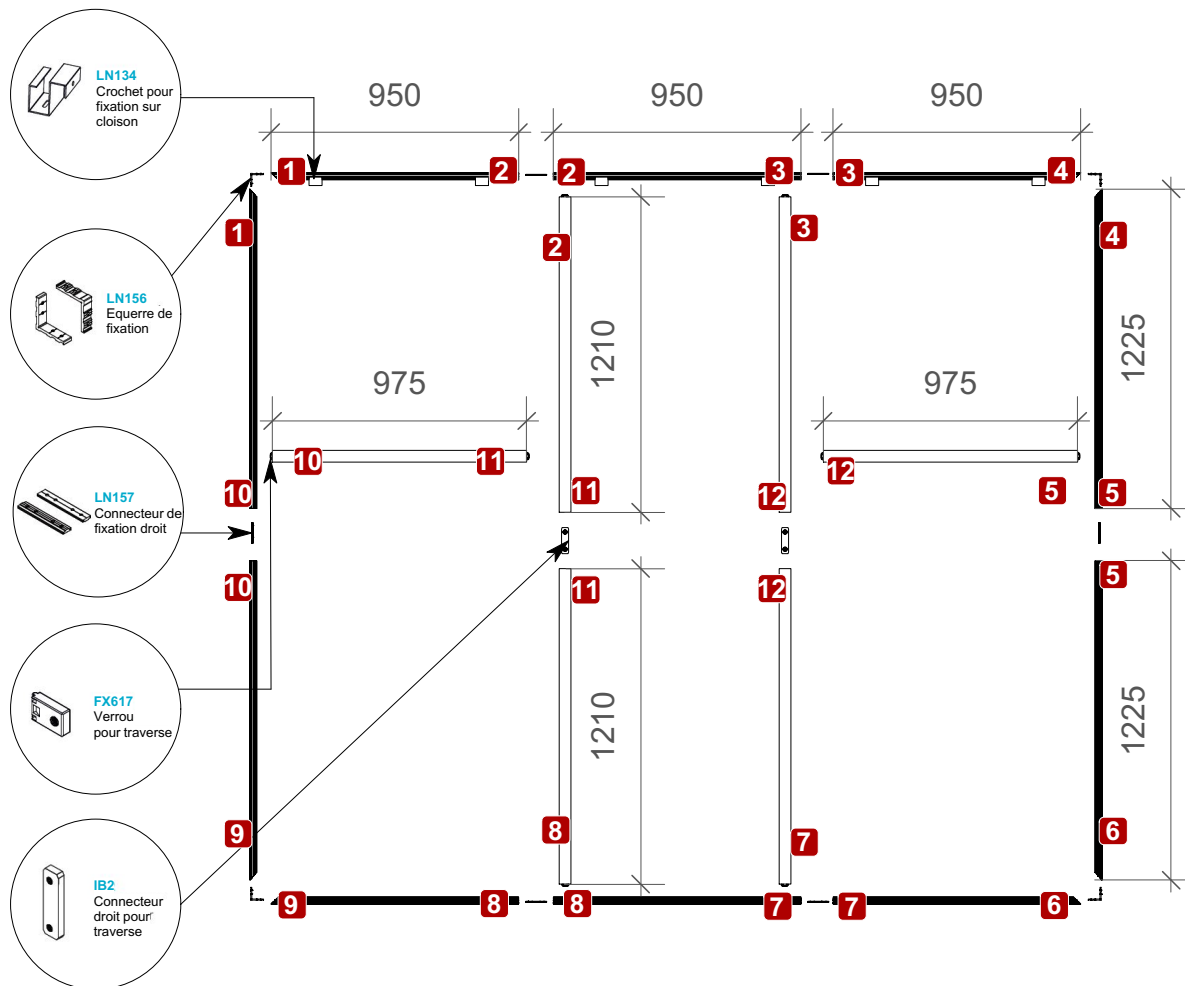 LN134
Crochet pour
fixation sur
cloison
950
950
950
1
2
2
3
3
4
1
2
3
4
LN156
Equerre de
fixation
1210
1225
975
975
10
11
12
LN157
Connecteur de
fixation droit
10
11
12
5
5
10
11
12
5
FX617
Verrou
pour traverse
1210
1225
9
8
7
6
IB2
Connecteur
droit pour
traverse
9
8
8
7
7
6